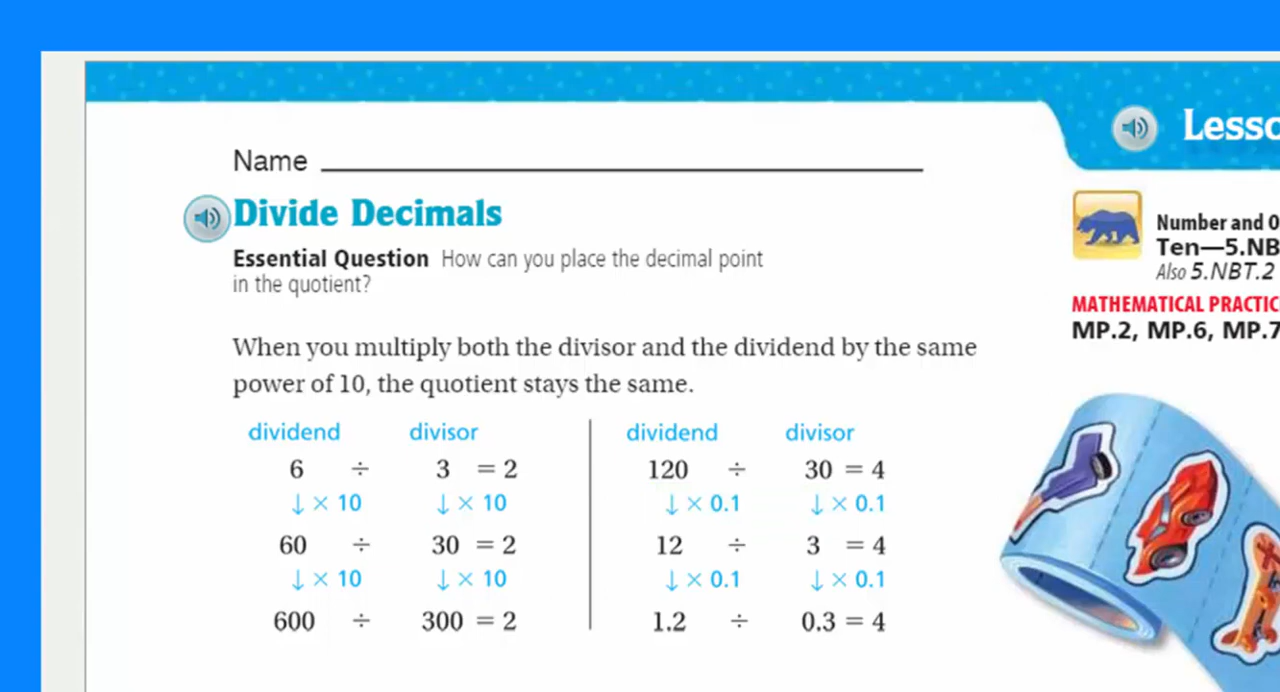 Lesso
Name
Divide Decimals
Essential Question How can you place the decimal point
in the quotient?
Number and O
Ten—5.NB
Also 5.NBT.2
MATHEMATICAL PRACTIC
MP.2, MP.6, MP.7
When you multiply both the divisor and the dividend by the same
power of 10, the quotient stays the same.
dividend divisor
6 ÷ 3 = 2
↓ × 10 ↓ × 10
60 ÷ 30 = 2
↓ × 10 ↓ × 10
600 ÷ 300 = 2
dividend divisor
120 ÷ 30 = 4
↓ × 0.1 ↓ × 0.1
12 ÷ 3 = 4
↓ × 0.1 ↓ × 0.1
1.2 ÷ 0.3 = 4